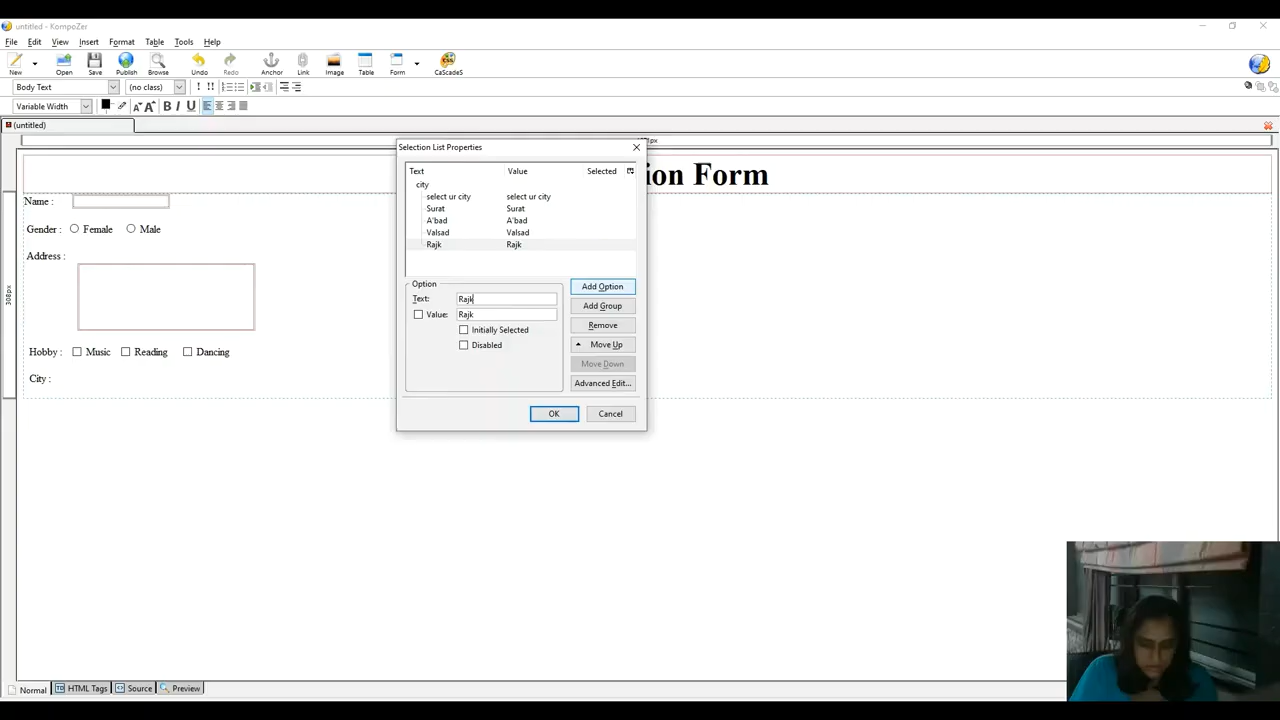 untitled - KompoZer
File Edit View Insert Format Table Tools Help
New Open Save Publish Browse Undo Redo Anchor Link Image Table Form CaScadeS
Body Text (no class)
Variable Width
(untitled)
Selection List Properties
Text Value Selected
city
select ur city select ur city
Surat Surat
A'bad A'bad
Valsad Valsad
Rajk Rajk
Option
Text: Rajk
Value: Rajk
Initially Selected
Disabled
Add Option
Add Group
Remove
Move Up
Move Down
Advanced Edit...
OK Cancel
ion Form
Name :
Gender : Female Male
Address :
Hobby : Music Reading Dancing
City :
308px
Normal HTML Tags Source Preview